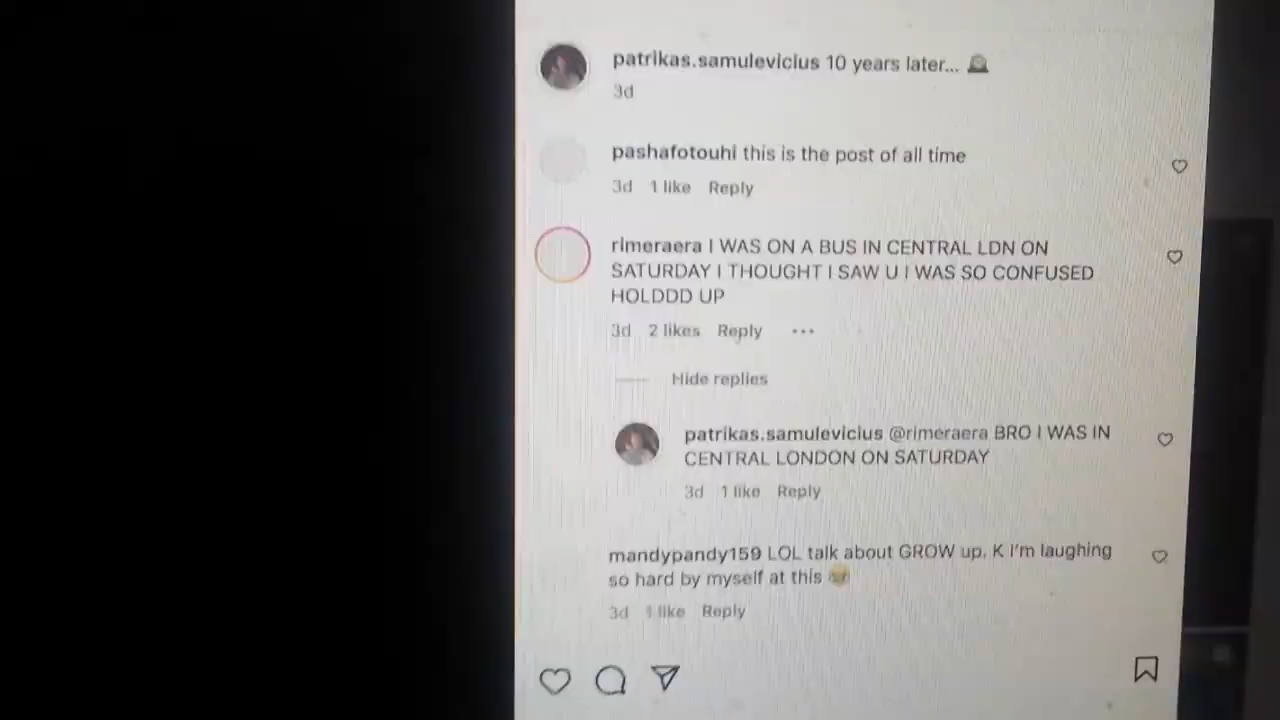 patrikas.samulevicius 10 years later... 🕰️
3d
pashafotouhi this is the post of all time
3d 1 like Reply
rimeraera I WAS ON A BUS IN CENTRAL LDN ON
SATURDAY I THOUGHT I SAW U I WAS SO CONFUSED
HOLDDD UP
3d 2 likes Reply ...
Hide replies
patrikas.samulevicius @rimeraera BRO I WAS IN
CENTRAL LONDON ON SATURDAY
3d 1 like Reply
mandypandy159 LOL talk about GROW up. K I'm laughing
so hard by myself at this 😂
3d 1 like Reply